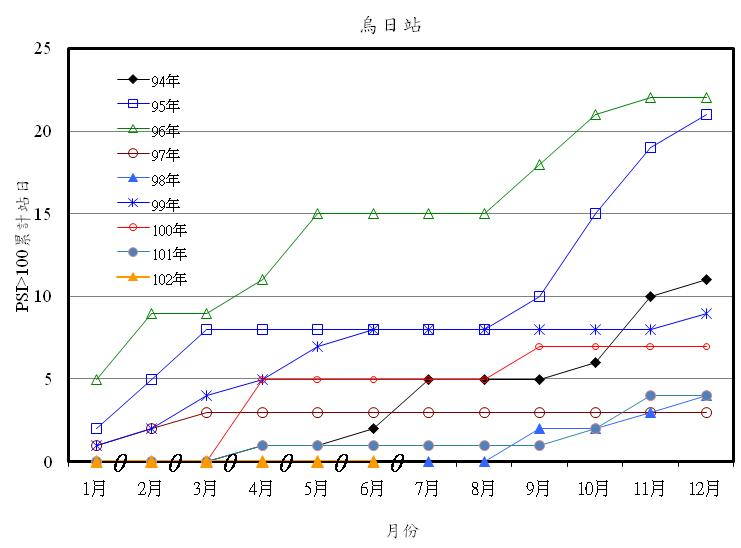 烏日站
25
20
15
10
5
0
PSI>100累計站日
94年
95年
96年
97年
98年
99年
100年
101年
102年
0 0 0 0 0 0
1月 2月 3月 4月 5月 6月 7月 8月 9月 10月 11月 12月
月份